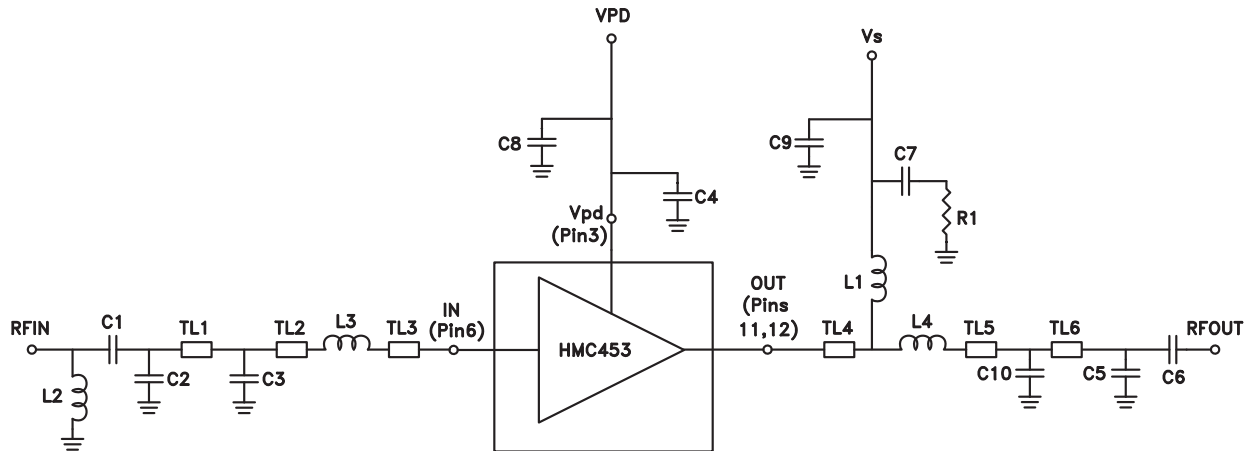 VPD
Vs
C8
C9
C7
C4
Vpd
(Pin3)
R1
L1
OUT
(Pins
11,12)
IN
(Pin6)
RFIN
C1
TL1
TL2
L3
TL3
HMC453
TL4
L4
TL5
TL6
RFOUT
L2
C2
C3
C10
C5
C6